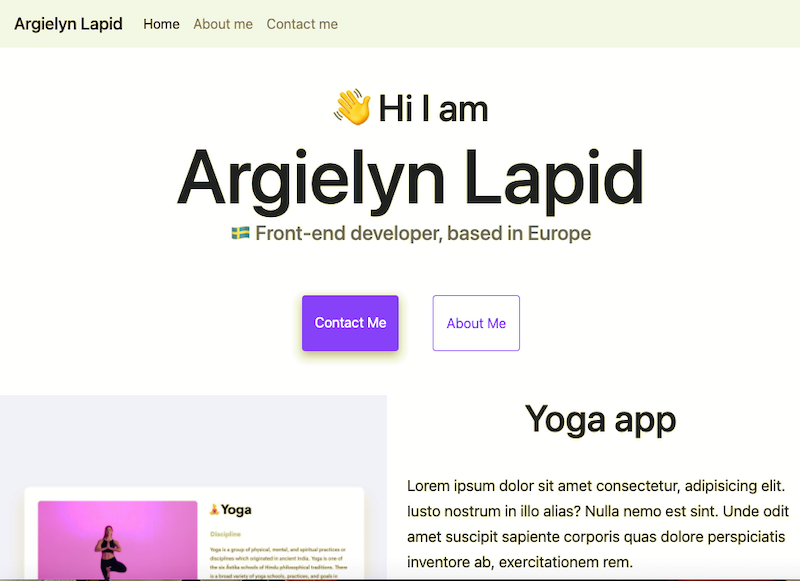 Argielyn Lapid Home About me Contact me
👋 Hi I am
Argielyn Lapid
🇸🇪 Front-end developer, based in Europe
Contact Me About Me
Yoga app
Lorem ipsum dolor sit amet consectetur, adipisicing elit.
Iusto nostrum in illo alias? Nulla nemo est sint. Unde odit
amet suscipit sapiente corporis quas dolore perspiciatis
inventore ab, exercitationem rem.
Yoga
Discipline
Yoga is a group of physical, mental, and spiritual practices or
disciplines which originated in ancient India. Yoga is one of
the six Āstika schools of Hindu philosophical traditions. There
is a broad variety of yoga schools, practices, and goals in